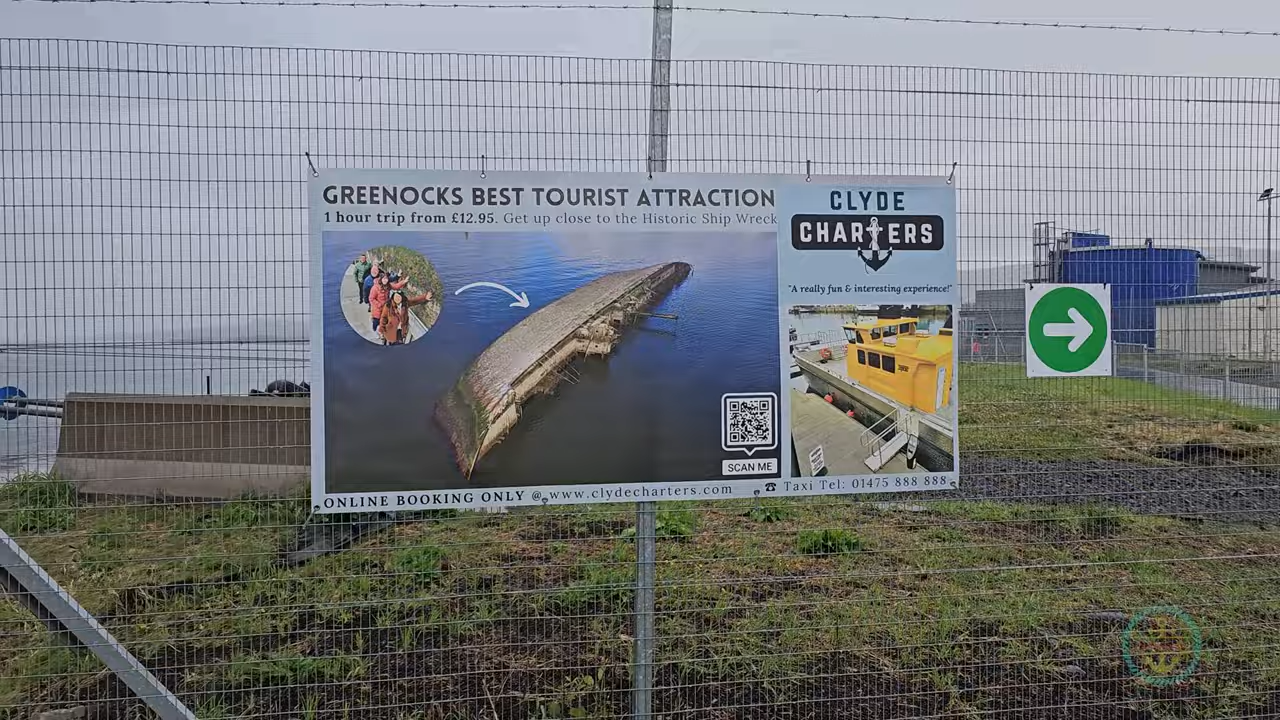 GREENOCKS BEST TOURIST ATTRACTION
1 hour trip from £12.95. Get up close to the Historic Ship Wreck
CLYDE
CHARTERS
"A really fun & interesting experience!"
SCAN ME
ONLINE BOOKING ONLY @ www.clydecharters.com ☎ Taxi Tel: 01475 888 888